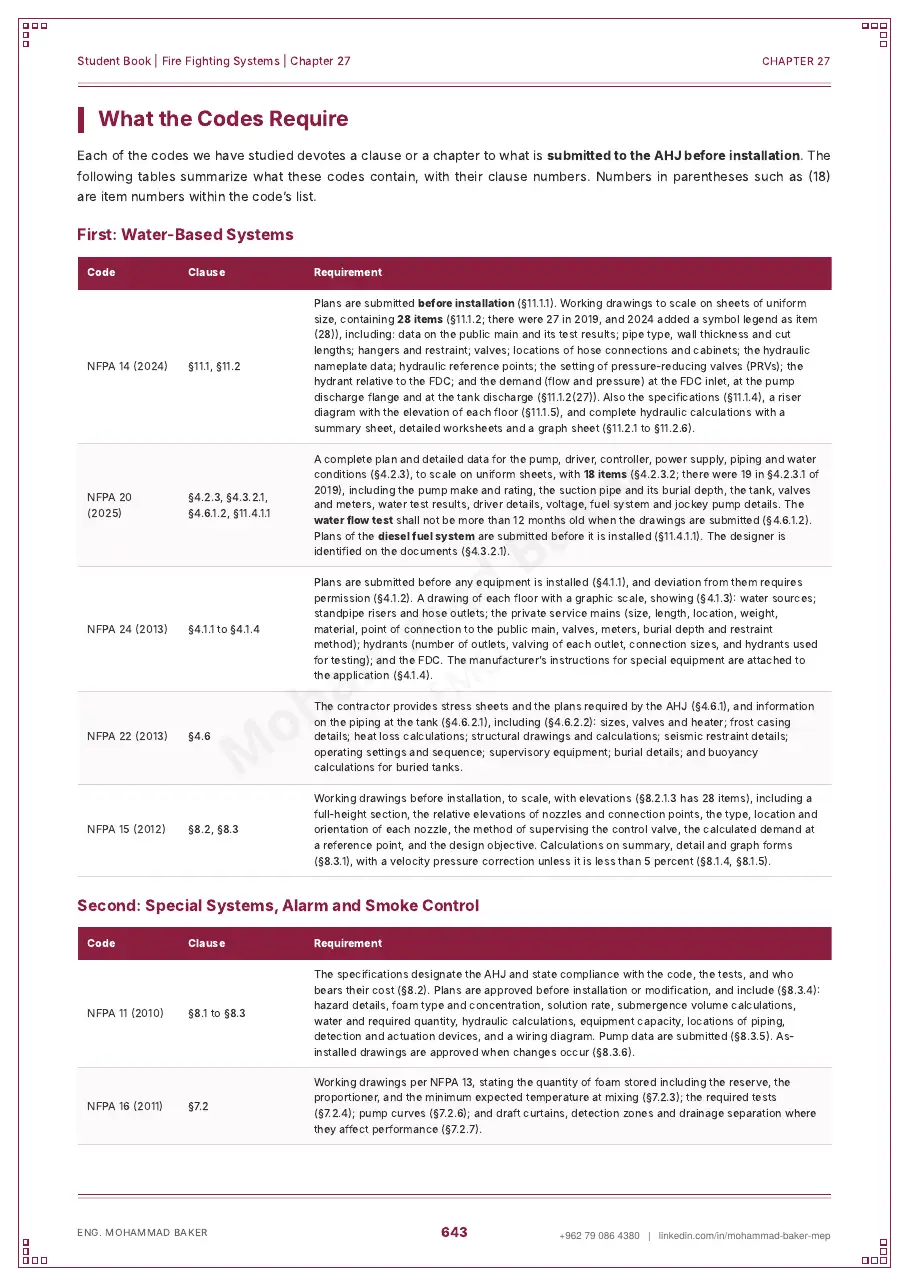 Student Book | Fire Fighting Systems | Chapter 27
CHAPTER 27
What the Codes Require
Each of the codes we have studied devotes a clause or a chapter to what is submitted to the AHJ before installation. The
following tables summarize what these codes contain, with their clause numbers. Numbers in parentheses such as (18)
are item numbers within the code's list.
First: Water-Based Systems
Code Clause Requirement
NFPA 14 (2024)
§11.1, §11.2
Plans are submitted before installation (§11.1.1). Working drawings to scale on sheets of uniform
size, containing 28 items (§11.1.2; there were 27 in 2019, and 2024 added a symbol legend as item
(28)), including: data on the public main and its test results; pipe type, wall thickness and cut
lengths; hangers and restraint; valves; locations of hose connections and cabinets; the hydraulic
nameplate data; hydraulic reference points; the setting of pressure-reducing valves (PRVs); the
hydrant relative to the FDC; and the demand (flow and pressure) at the FDC inlet, at the pump
discharge flange and at the tank discharge (§11.1.2(27)). Also the specifications (§11.1.4), a riser
diagram with the elevation of each floor (§11.1.5), and complete hydraulic calculations with a
summary sheet, detailed worksheets and a graph sheet (§11.2.1 to §11.2.6).
NFPA 20
(2025)
§4.2.3, §4.3.2.1,
§4.6.1.2, §11.4.1.1
A complete plan and detailed data for the pump, driver, controller, power supply, piping and water
conditions (§4.2.3), to scale on uniform sheets, with 18 items (§4.2.3.2; there were 19 in §4.2.3.1 of
2019), including the pump make and rating, the suction pipe and its burial depth, the tank, valves
and meters, water test results, driver details, voltage, fuel system and jockey pump details. The
water flow test shall not be more than 12 months old when the drawings are submitted (§4.6.1.2).
Plans of the diesel fuel system are submitted before it is installed (§11.4.1.1). The designer is
identified on the documents (§4.3.2.1).
NFPA 24 (2013)
§4.1.1 to §4.1.4
Plans are submitted before any equipment is installed (§4.1.1), and deviation from them requires
permission (§4.1.2). A drawing of each floor with a graphic scale, showing (§4.1.3): water sources;
standpipe risers and hose outlets; the private service mains (size, length, location, weight,
material, point of connection to the public main, valves, meters, burial depth and restraint
method); hydrants (number of outlets, valving of each outlet, connection sizes, and hydrants used
for testing); and the FDC. The manufacturer's instructions for special equipment are attached to
the application (§4.1.4).
NFPA 22 (2013)
§4.6
The contractor provides stress sheets and the plans required by the AHJ (§4.6.1), and information
on the piping at the tank (§4.6.2.1), including (§4.6.2.2): sizes, valves and heater; frost casing
details; heat loss calculations; structural drawings and calculations; seismic restraint details;
operating settings and sequence; supervisory equipment; burial details; and buoyancy
calculations for buried tanks.
NFPA 15 (2012)
§8.2, §8.3
Working drawings before installation, to scale, with elevations (§8.2.1.3 has 28 items), including a
full-height section, the relative elevations of nozzles and connection points, the type, location and
orientation of each nozzle, the method of supervising the control valve, the calculated demand at
a reference point, and the design objective. Calculations on summary, detail and graph forms
(§8.3.1), with a velocity pressure correction unless it is less than 5 percent (§8.1.4, §8.1.5).
Second: Special Systems, Alarm and Smoke Control
Code Clause Requirement
NFPA 11 (2010)
§8.1 to §8.3
The specifications designate the AHJ and state compliance with the code, the tests, and who
bears their cost (§8.2). Plans are approved before installation or modification, and include (§8.3.4):
hazard details, foam type and concentration, solution rate, submergence volume calculations,
water and required quantity, hydraulic calculations, equipment capacity, locations of piping,
detection and actuation devices, and a wiring diagram. Pump data are submitted (§8.3.5). As-
installed drawings are approved when changes occur (§8.3.6).
NFPA 16 (2011)
§7.2
Working drawings per NFPA 13, stating the quantity of foam stored including the reserve, the
proportioner, and the minimum expected temperature at mixing (§7.2.3); the required tests
(§7.2.4); pump curves (§7.2.6); and draft curtains, detection zones and drainage separation where
they affect performance (§7.2.7).
ENG. MOHAMMAD BAKER
643
+962 79 086 4380 | linkedin.com/in/mohammad-baker-mep